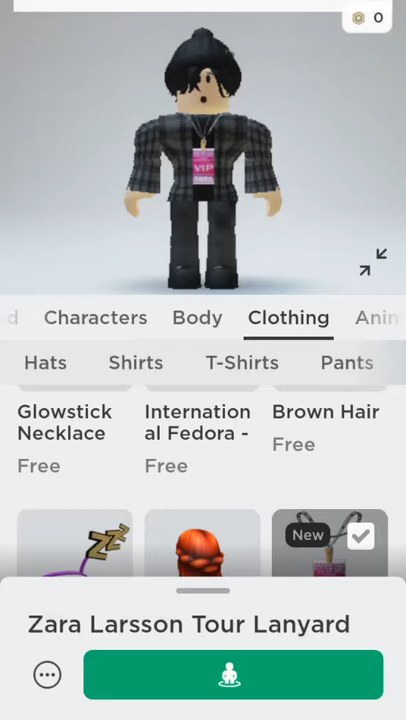 0
VIP
Characters Body Clothing
Hats Shirts T-Shirts Pants
Glowstick Internation Brown Hair
Necklace al Fedora -
Free
Free Free
New
Zara Larsson Tour Lanyard